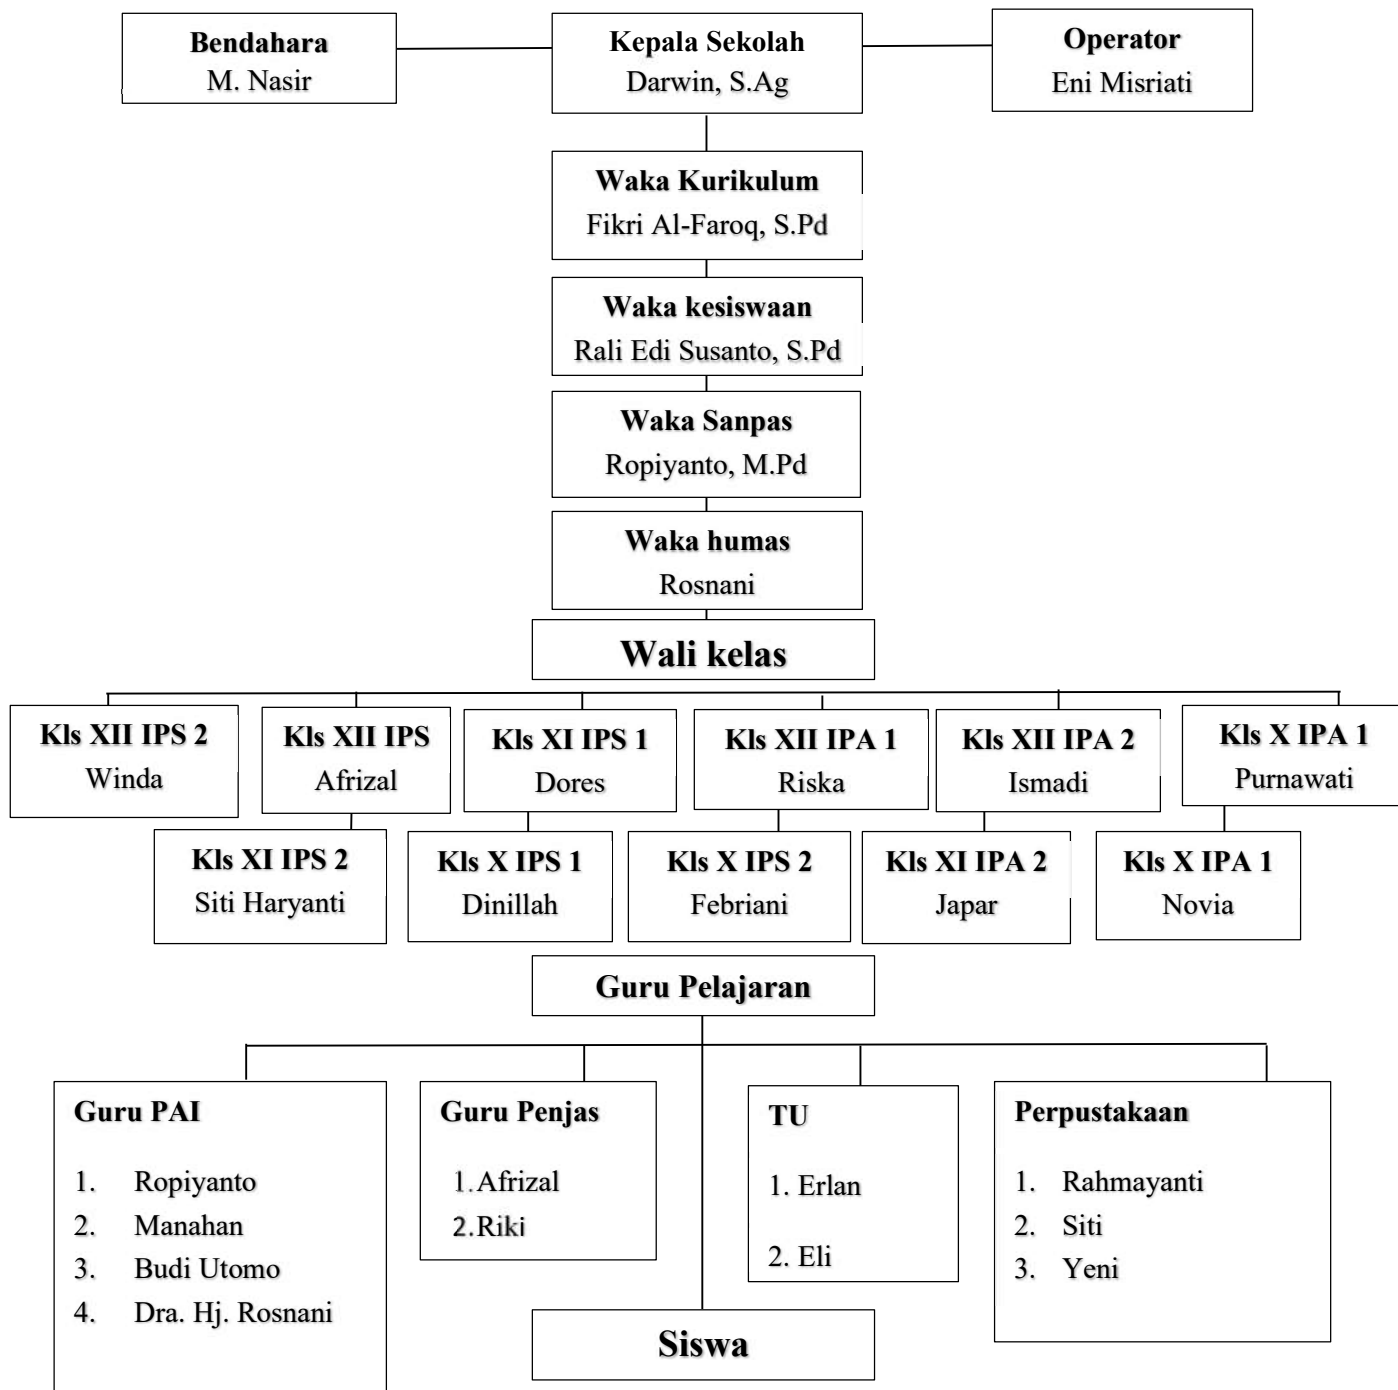 Bendahara
M. Nasir
Kepala Sekolah
Darwin, S.Ag
Operator
Eni Misriati
Waka Kurikulum
Fikri Al-Faroq, S.Pd
Waka kesiswaan
Rali Edi Susanto, S.Pd
Waka Sanpas
Ropiyanto, M.Pd
Waka humas
Rosnani
Wali kelas
Kls XII IPS 2
Winda
Kls XII IPS
Afrizal
Kls XI IPS 1
Dores
Kls XII IPA 1
Riska
Kls XII IPA 2
Ismadi
Kls X IPA 1
Purnawati
Kls XI IPS 2
Siti Haryanti
Kls X IPS 1
Dinillah
Kls X IPS 2
Febriani
Kls XI IPA 2
Japar
Kls X IPA 1
Novia
Guru Pelajaran
Guru PAI
1. Ropiyanto
2. Manahan
3. Budi Utomo
4. Dra. Hj. Rosnani
Guru Penjas
1. Afrizal
2. Riki
TU
1. Erlan
2. Eli
Perpustakaan
1. Rahmayanti
2. Siti
3. Yeni
Siswa